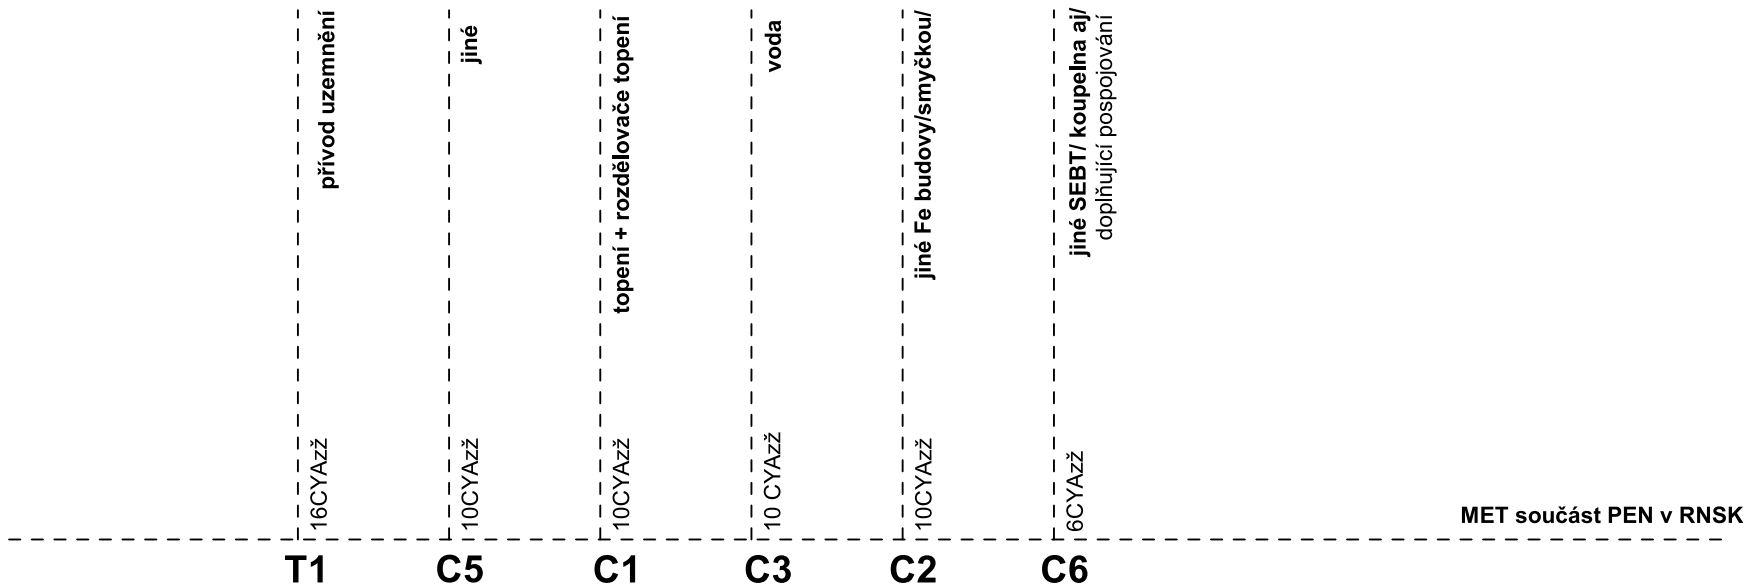 přívod uzemnění
jiné
topení + rozdělovače topení
voda
jiné Fe budovy/smyčkou/
jiné SEBT/ koupelna aj/
doplňující pospojování
16CYAzž
10CYAzž
10CYAzž
10 CYAzž
10CYAzž
6CYAzž
MET součást PEN v RNSK
T1 C5 C1 C3 C2 C6